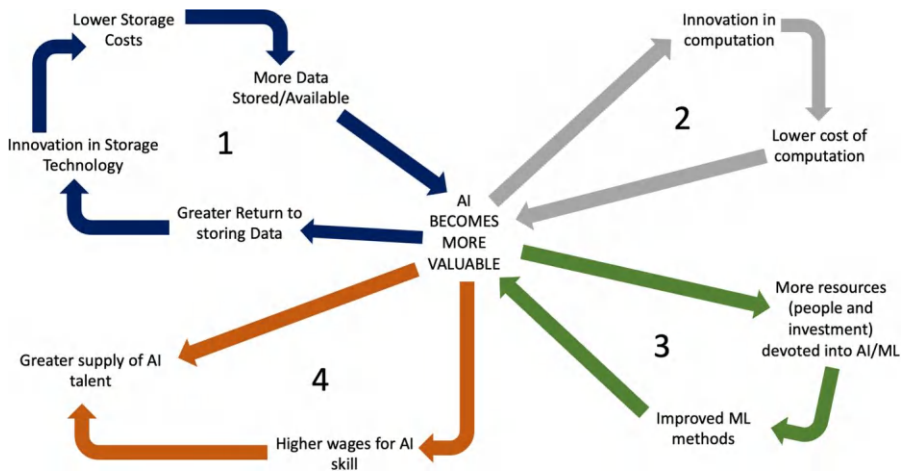 Lower Storage
Costs
More Data
Stored/Available
1
Innovation in Storage
Technology
Greater Return to
storing Data
AI
BECOMES
MORE
VALUABLE
Innovation in
computation
2
Lower cost of
computation
More resources
(people and
investment)
devoted into AI/ML
3
Improved ML
methods
Greater supply of AI
talent
4
Higher wages for AI
skill